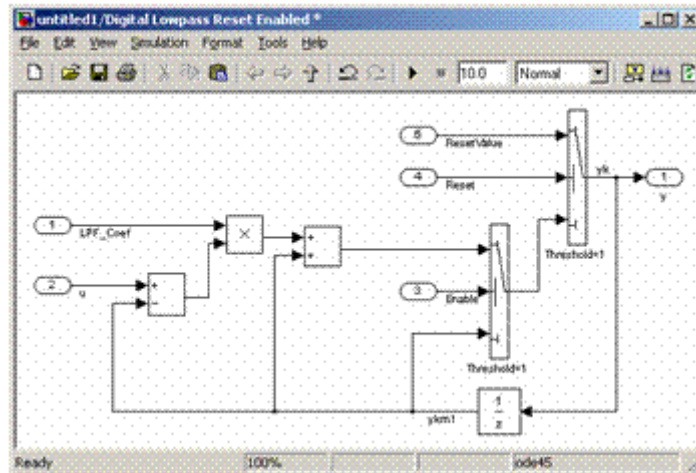 untitled1/Digital Lowpass Reset Enabled *
File Edit View Simulation Format Tools Help
10.0 Normal
5
ResetValue
4
Reset
yk
1
y
Threshold=1
1
LPF_Coef
×
+
+
2
u
+
−
3
Enable
Threshold=1
ykm1
1
z
Ready 100% ode45